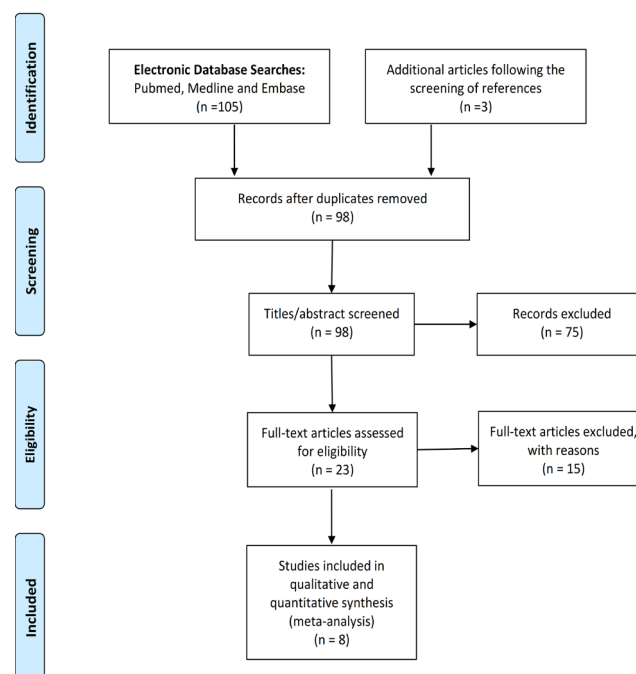 Identification
Electronic Database Searches:
Pubmed, Medline and Embase
(n =105)
Additional articles following the
screening of references
(n =3)
Screening
Records after duplicates removed
(n = 98)
Titles/abstract screened
(n = 98)
Records excluded
(n = 75)
Eligibility
Full-text articles assessed
for eligibility
(n = 23)
Full-text articles excluded,
with reasons
(n = 15)
Included
Studies included in
qualitative and
quantitative synthesis
(meta-analysis)
(n = 8)